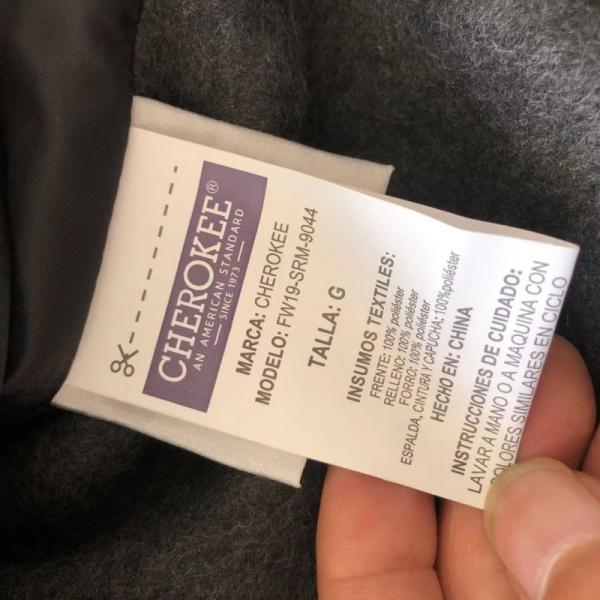 CHEROKEE®
AN AMERICAN STANDARD
SINCE 1973
MARCA: CHEROKEE
MODELO: FW19-SRM-9044
TALLA: G
INSUMOS TEXTILES:
FRENTE: 100% poliéster
RELLENO: 100% poliéster
FORRO: 100% poliéster
ESPALDA, CINTURA Y CAPUCHA: 100%poliéster
HECHO EN: CHINA
INSTRUCCIONES DE CUIDADO:
LAVAR A MANO O A MAQUINA CON
COLORES SIMILARES EN CICLO